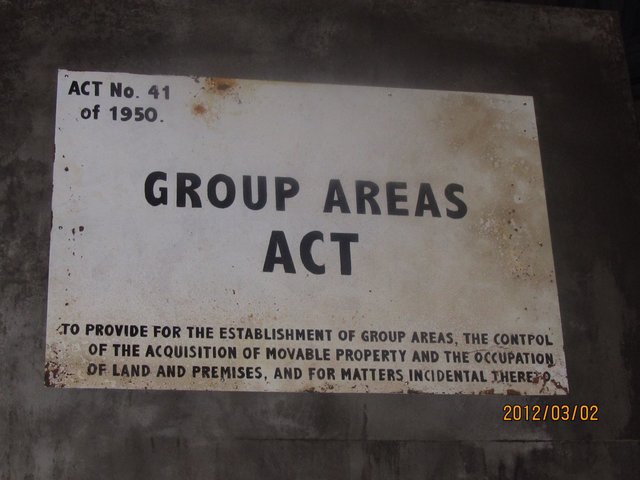 ACT No. 41
of 1950.
GROUP AREAS
ACT
TO PROVIDE FOR THE ESTABLISHMENT OF GROUP AREAS, THE CONTPOL
OF THE ACQUISITION OF MOVABLE PROPERTY AND THE OCCUPATION
OF LAND AND PREMISES, AND FOR MATTERS INCIDENTAL THERETO
2012/03/02